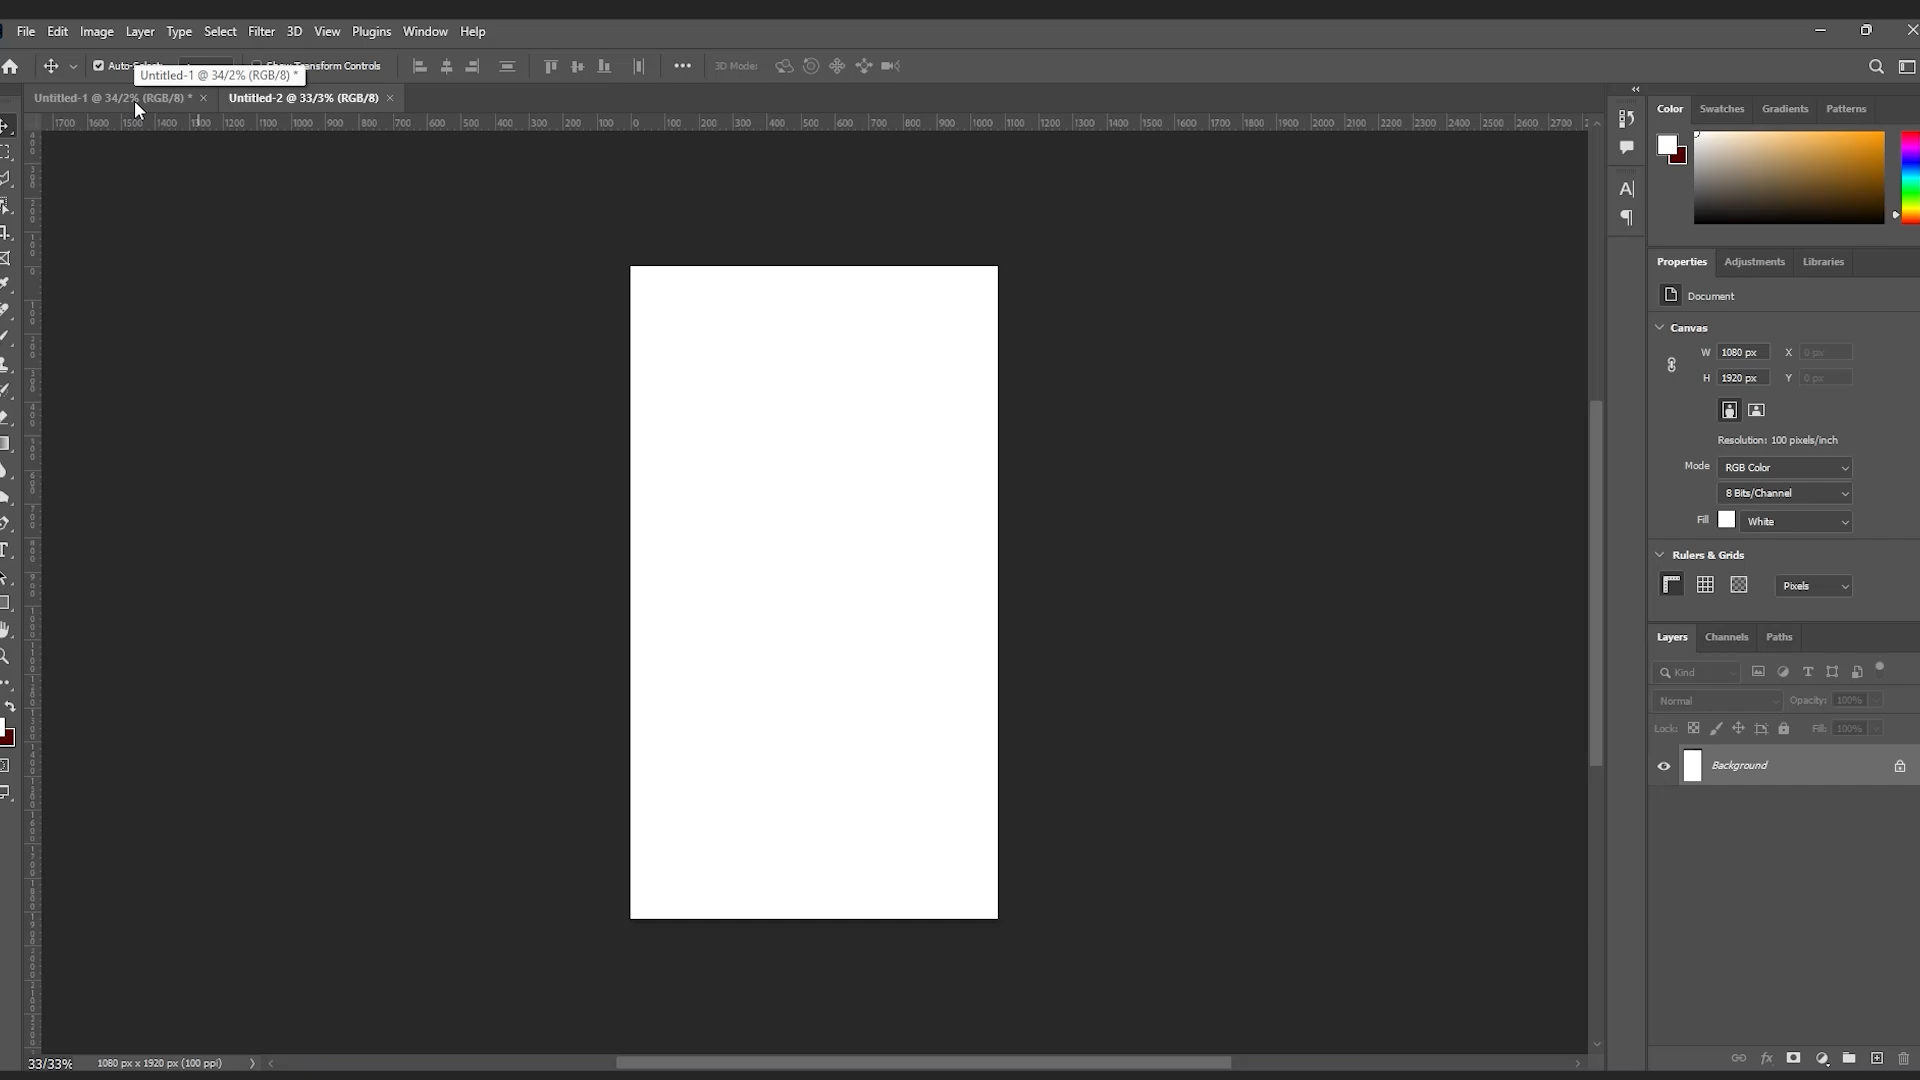 File Edit Image Layer Type Select Filter 3D View Plugins Window Help
Show Transform Controls 3D Mode:
Untitled-1 @ 34/2% (RGB/8) *
Untitled-1 @ 34/2% (RGB/8) * × Untitled-2 @ 33/3% (RGB/8) ×
1700 1600 1500 1400 1300 1200 1100 1000 900 800 700 600 500 400 300 200 100 0 100 200 300 400 500 600 700 800 900 1000 1100 1200 1300 1400 1500 1600 1700 1800 1900 2000 2100 2200 2300 2400 2500 2600 2700
Color Swatches Gradients Patterns
Properties Adjustments Libraries
Document
Canvas
W 1080 px X 0 px
H 1920 px Y 0 px
Resolution: 100 pixels/inch
Mode RGB Color
8 Bits/Channel
Fill White
Rulers & Grids
Pixels
Layers Channels Paths
Kind
Normal Opacity: 100%
Lock: Fill: 100%
Background
33/33% 1080 px x 1920 px (100 ppi)